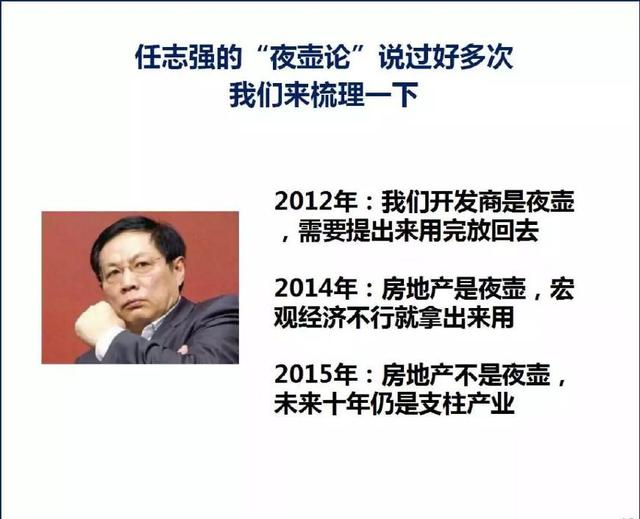 任志强的“夜壶论”说过好多次
我们来梳理一下
2012年：我们开发商是夜壶
，需要提出来用完放回去
2014年：房地产是夜壶，宏
观经济不行就拿出来用
2015年：房地产不是夜壶，
未来十年仍是支柱产业